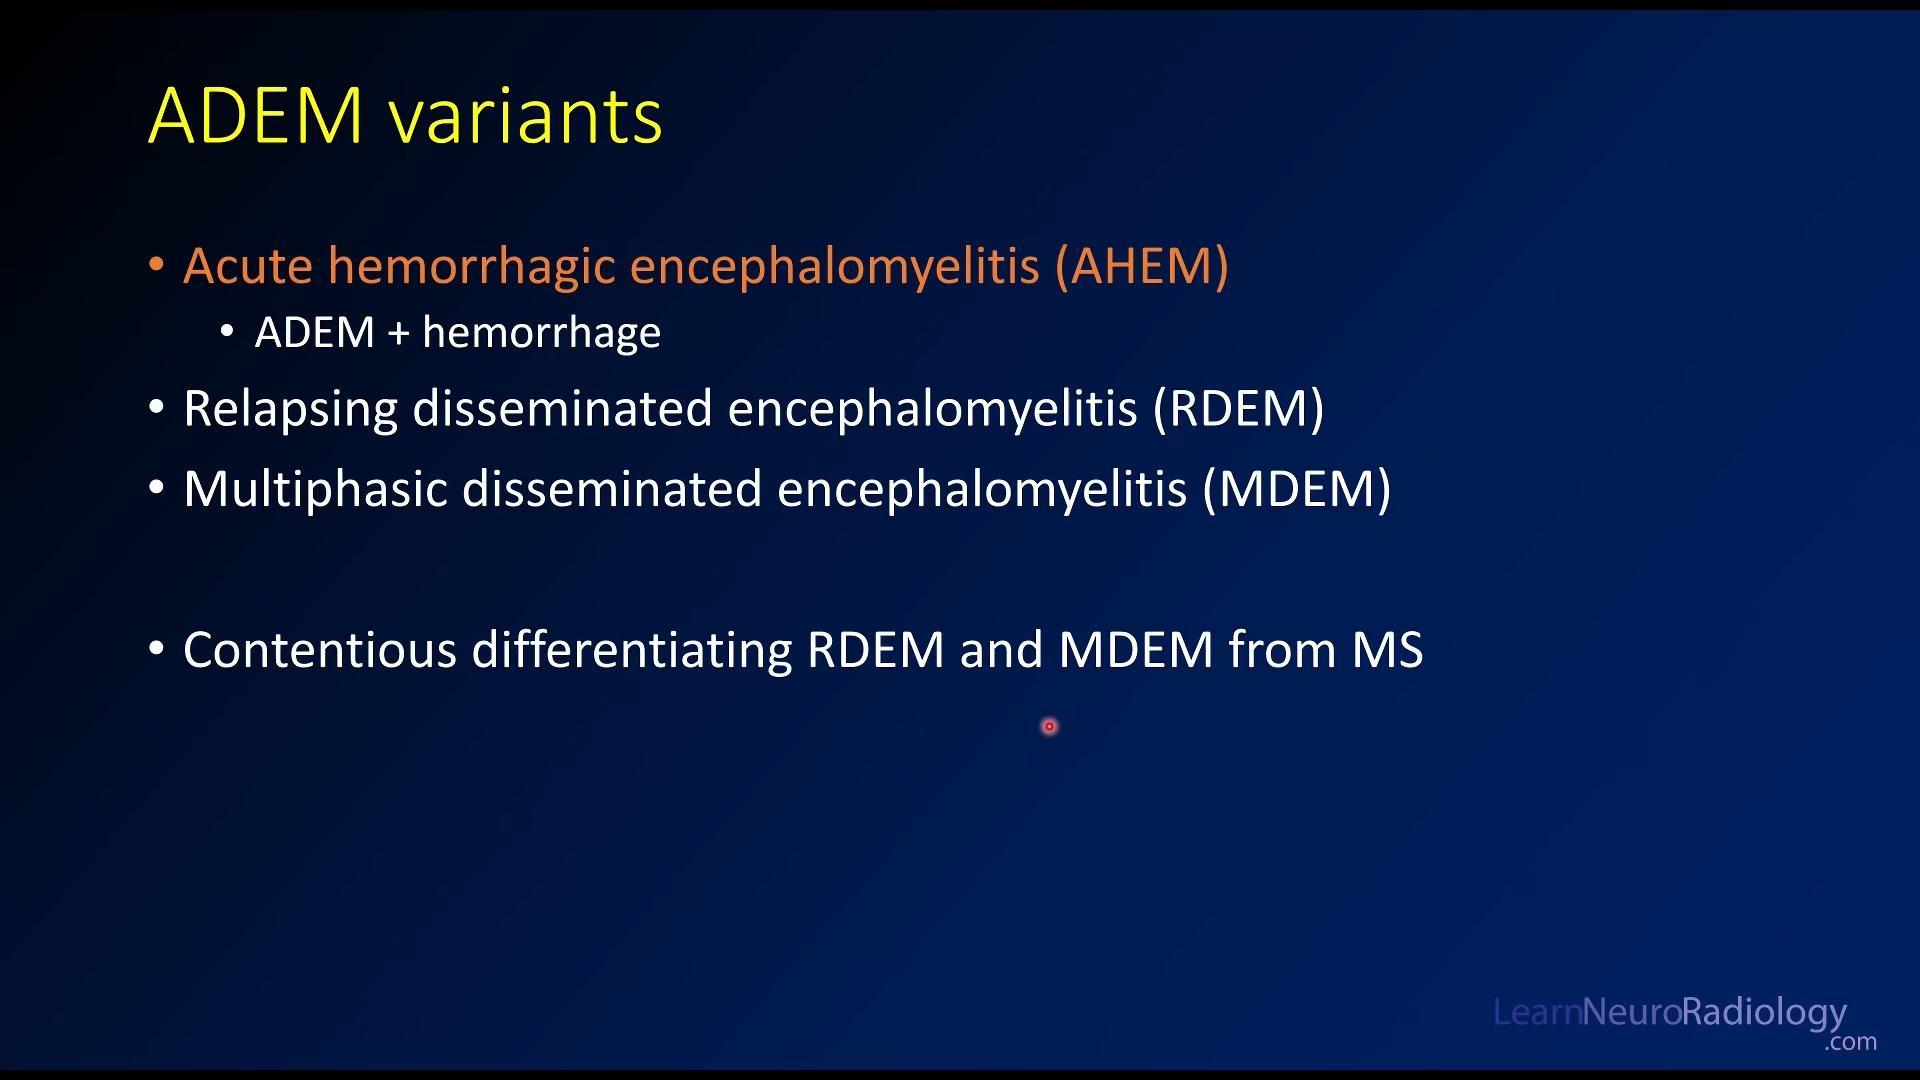 ADEM variants
• Acute hemorrhagic encephalomyelitis (AHEM)
• ADEM + hemorrhage
• Relapsing disseminated encephalomyelitis (RDEM)
• Multiphasic disseminated encephalomyelitis (MDEM)
• Contentious differentiating RDEM and MDEM from MS
LearnNeuroRadiology
.com